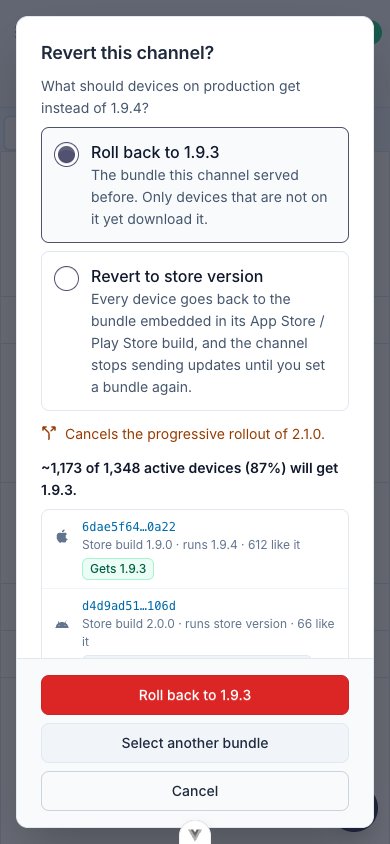 Revert this channel?
What should devices on production get
instead of 1.9.4?
Roll back to 1.9.3
The bundle this channel served
before. Only devices that are not on
it yet download it.
Revert to store version
Every device goes back to the
bundle embedded in its App Store /
Play Store build, and the channel
stops sending updates until you set
a bundle again.
Cancels the progressive rollout of 2.1.0.
~1,173 of 1,348 active devices (87%) will get
1.9.3.
6dae5f64…0a22
Store build 1.9.0 · runs 1.9.4 · 612 like it
Gets 1.9.3
d4d9ad51…106d
Store build 2.0.0 · runs store version · 66 like
it
Roll back to 1.9.3
Select another bundle
Cancel